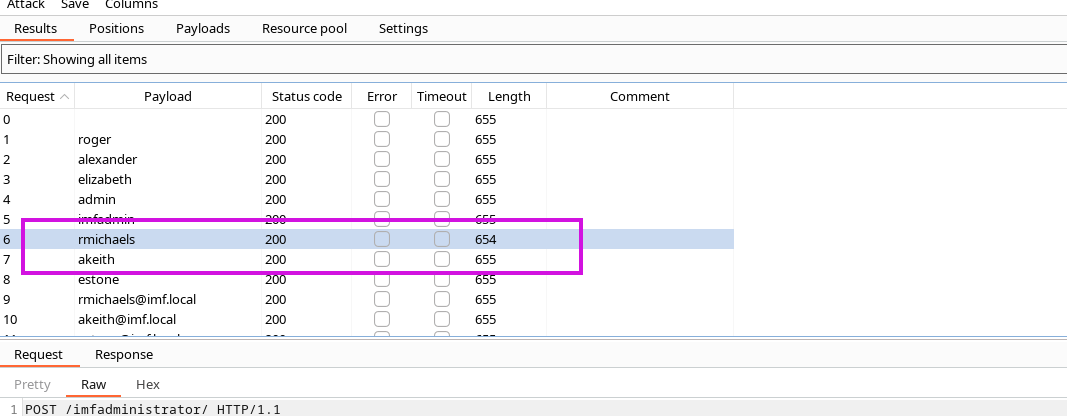 Attack Save Columns
Results Positions Payloads Resource pool Settings
Filter: Showing all items
Request Payload Status code Error Timeout Length Comment
0 200 655
1 roger 200 655
2 alexander 200 655
3 elizabeth 200 655
4 admin 200 655
5 imfadmin 200 655
6 rmichaels 200 654
7 akeith 200 655
8 estone 200 655
9 rmichaels@imf.local 200 655
10 akeith@imf.local 200 655
Request Response
Pretty Raw Hex
1 POST /imfadministrator/ HTTP/1.1